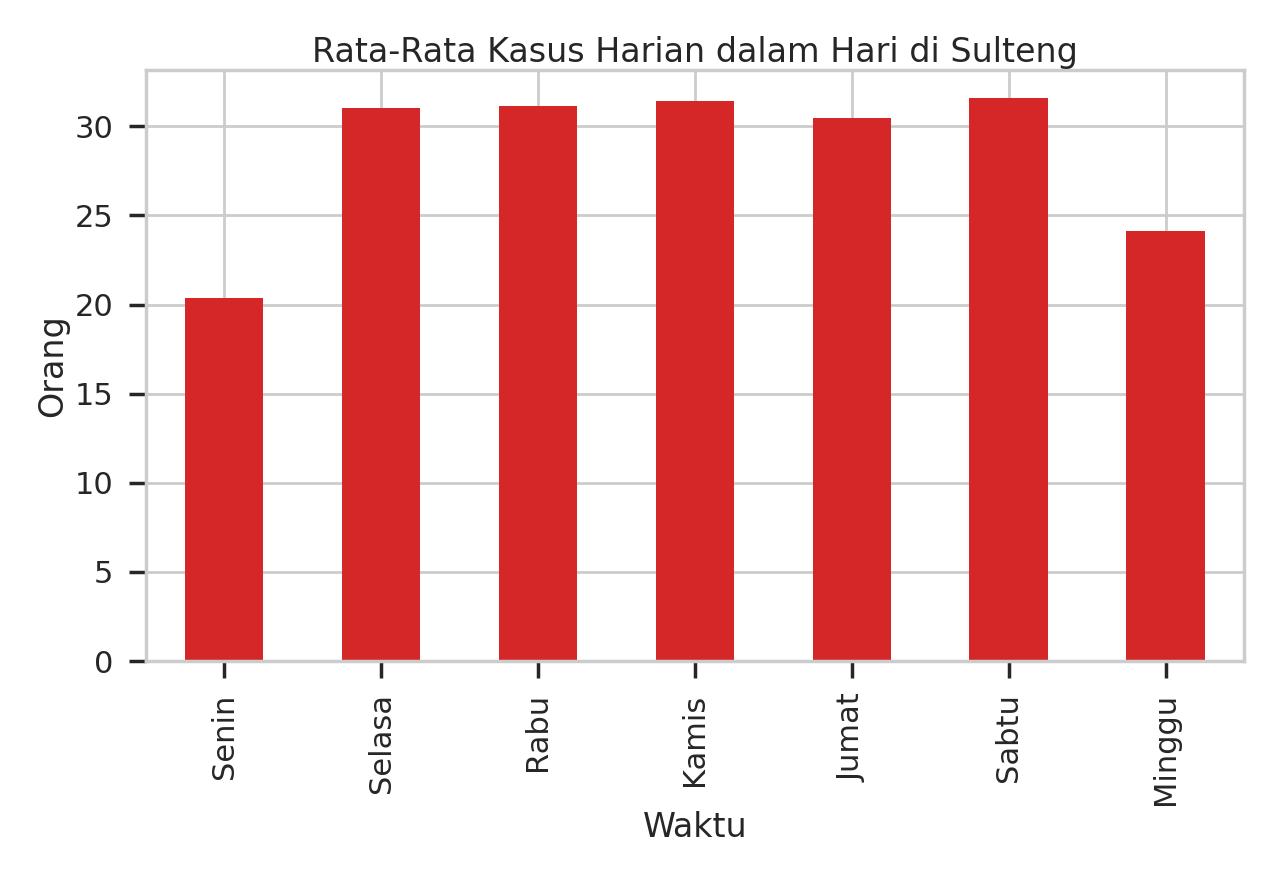 Rata-Rata Kasus Harian dalam Hari di Sulteng
Orang
30
25
20
15
10
5
0
Senin
Selasa
Rabu
Kamis
Jumat
Sabtu
Minggu
Waktu